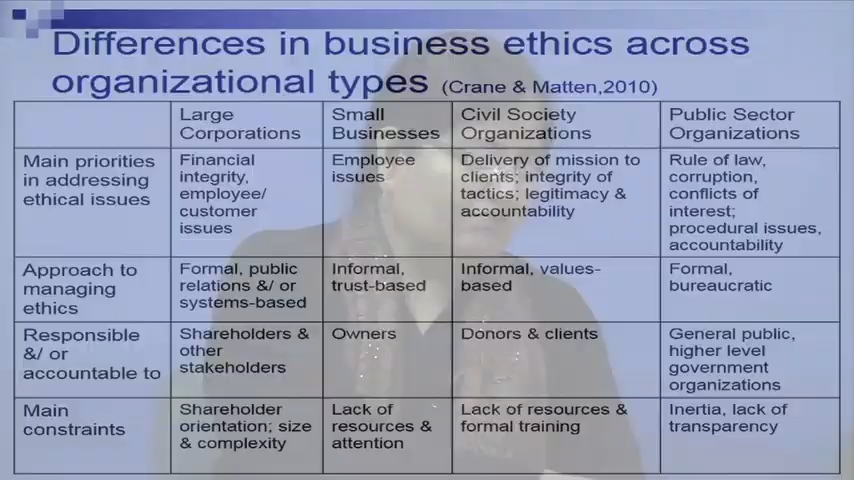 Differences in business ethics across
organizational types (Crane & Matten,2010)
Large
Corporations
Small
Businesses
Civil Society
Organizations
Public Sector
Organizations
Main priorities
in addressing
ethical issues
Financial
integrity,
employee/
customer
issues
Employee
issues
Delivery of mission to
clients; integrity of
tactics; legitimacy &
accountability
Rule of law,
corruption,
conflicts of
interest;
procedural issues,
accountability
Approach to
managing
ethics
Formal, public
relations &/ or
systems-based
Informal,
trust-based
Informal, values-
based
Formal,
bureaucratic
Responsible
&/ or
accountable to
Shareholders &
other
stakeholders
Owners
Donors & clients
General public,
higher level
government
organizations
Main
constraints
Shareholder
orientation; size
& complexity
Lack of
resources &
attention
Lack of resources &
formal training
Inertia, lack of
transparency